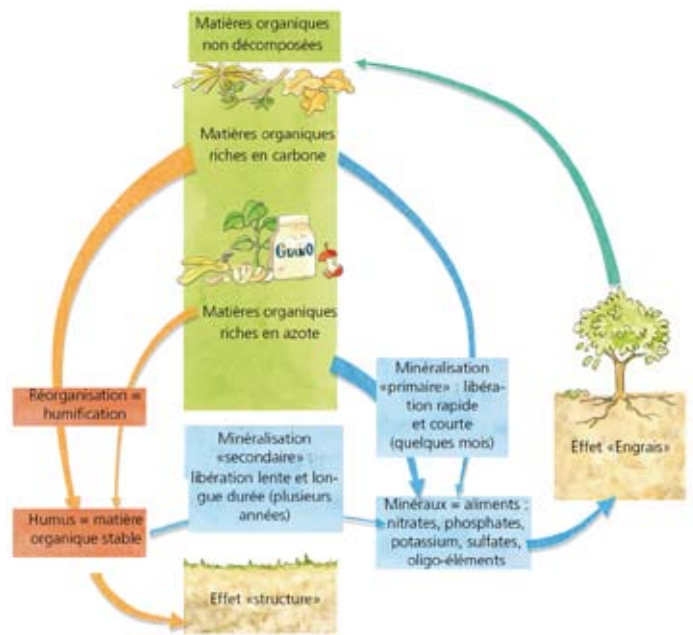 Matières organiques
non décomposées
Matières organiques
riches en carbone
GUANO
Matières organiques
riches en azote
Réorganisation =
humification
Minéralisation
«secondaire» :
libération lente et lon-
gue durée (plusieurs
années)
Minéralisation
«primaire» : libéra-
tion rapide
et courte
(quelques mois)
Effet «Engrais»
Humus = matière
organique stable
Minéraux = aliments :
nitrates, phosphates,
potassium, sulfates,
oligo-éléments
Effet «structure»